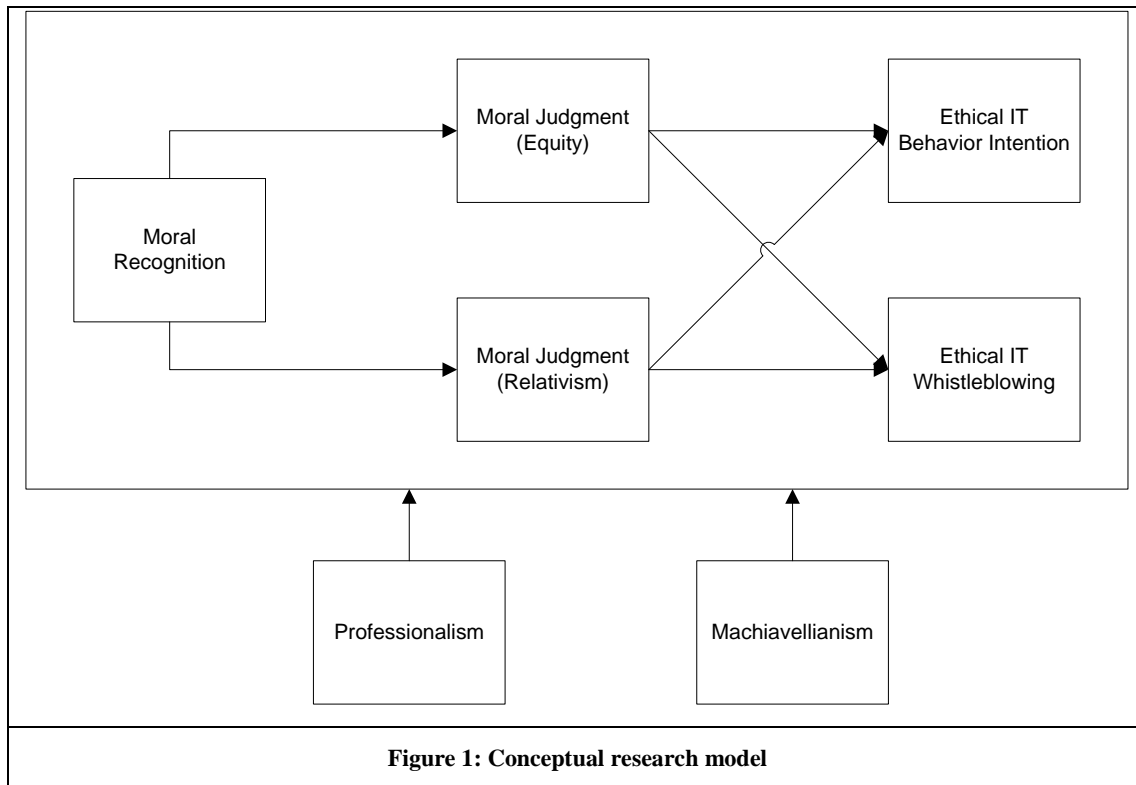 Moral Judgment
(Equity)
Ethical IT
Behavior Intention
Moral
Recognition
Moral Judgment
(Relativism)
Ethical IT
Whistleblowing
Professionalism
Machiavellianism
Figure 1: Conceptual research model